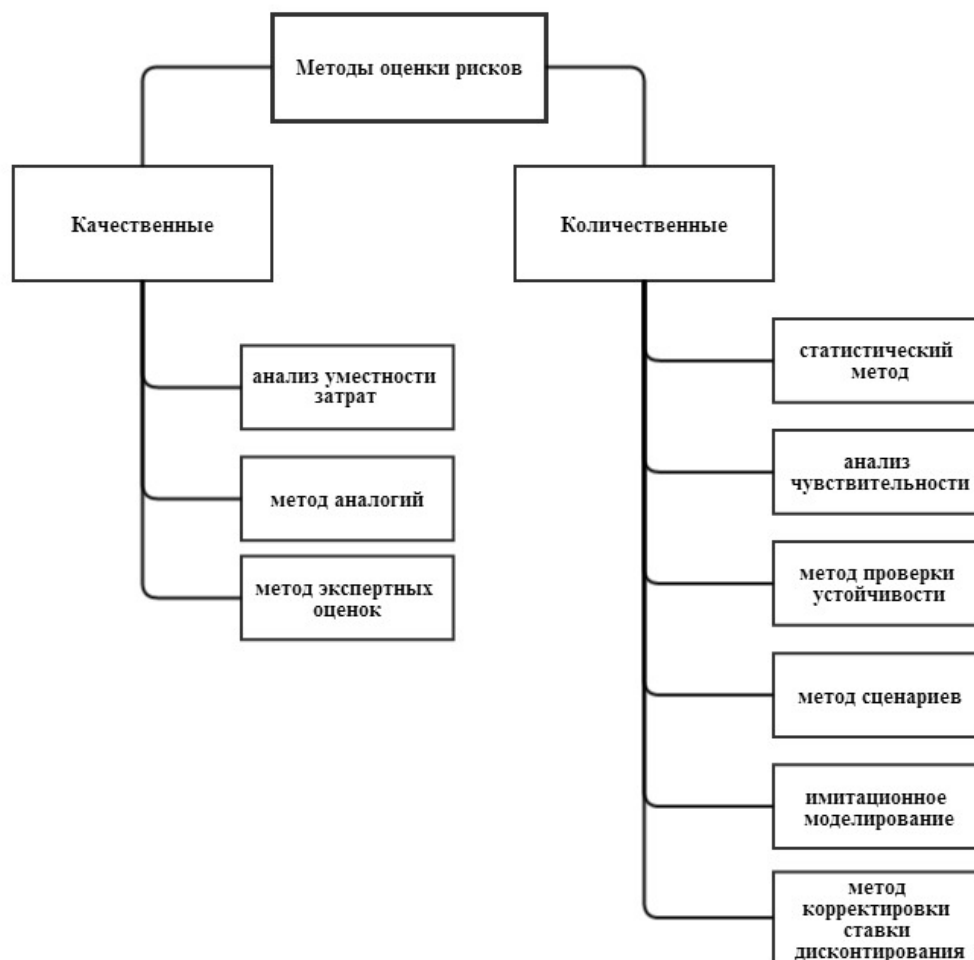 Методы оценки рисков
Качественные
Количественные
анализ уместности
затрат
метод аналогий
метод экспертных
оценок
статистический
метод
анализ
чувствительности
метод проверки
устойчивости
метод сценариев
имитационное
моделирование
метод
корректировки
ставки
дисконтирования